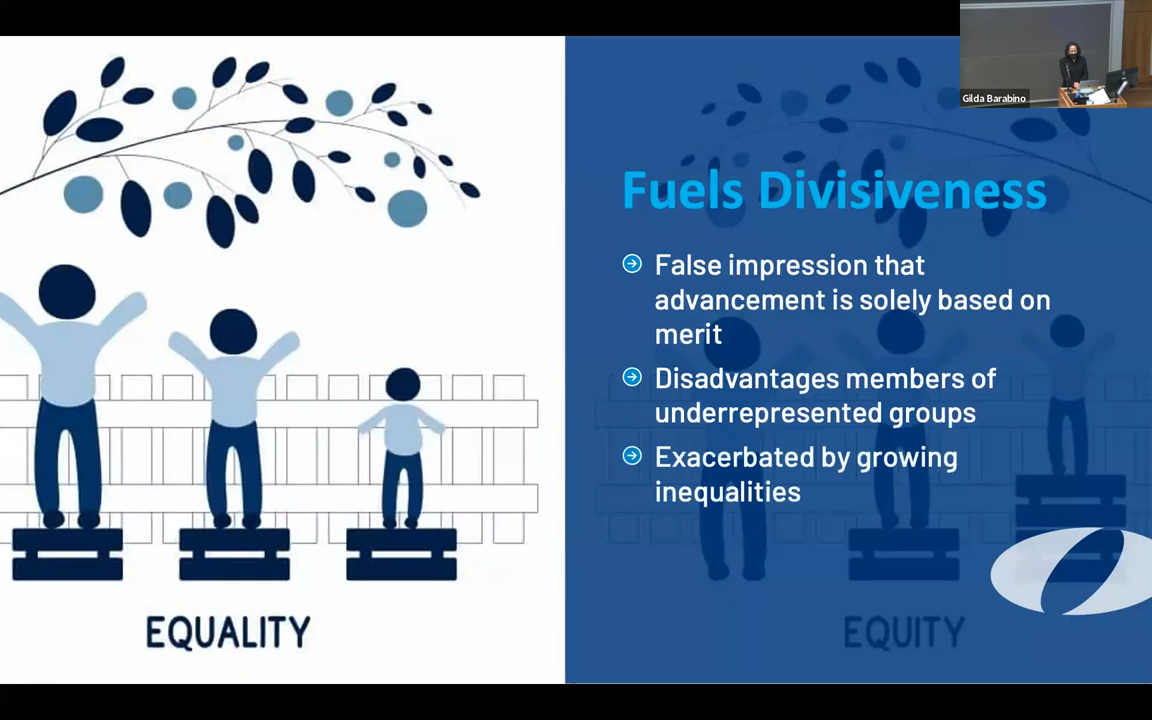 Gilda Barabino
Fuels Divisiveness
False impression that
advancement is solely based on
merit
Disadvantages members of
underrepresented groups
Exacerbated by growing
inequalities
EQUALITY
EQUITY